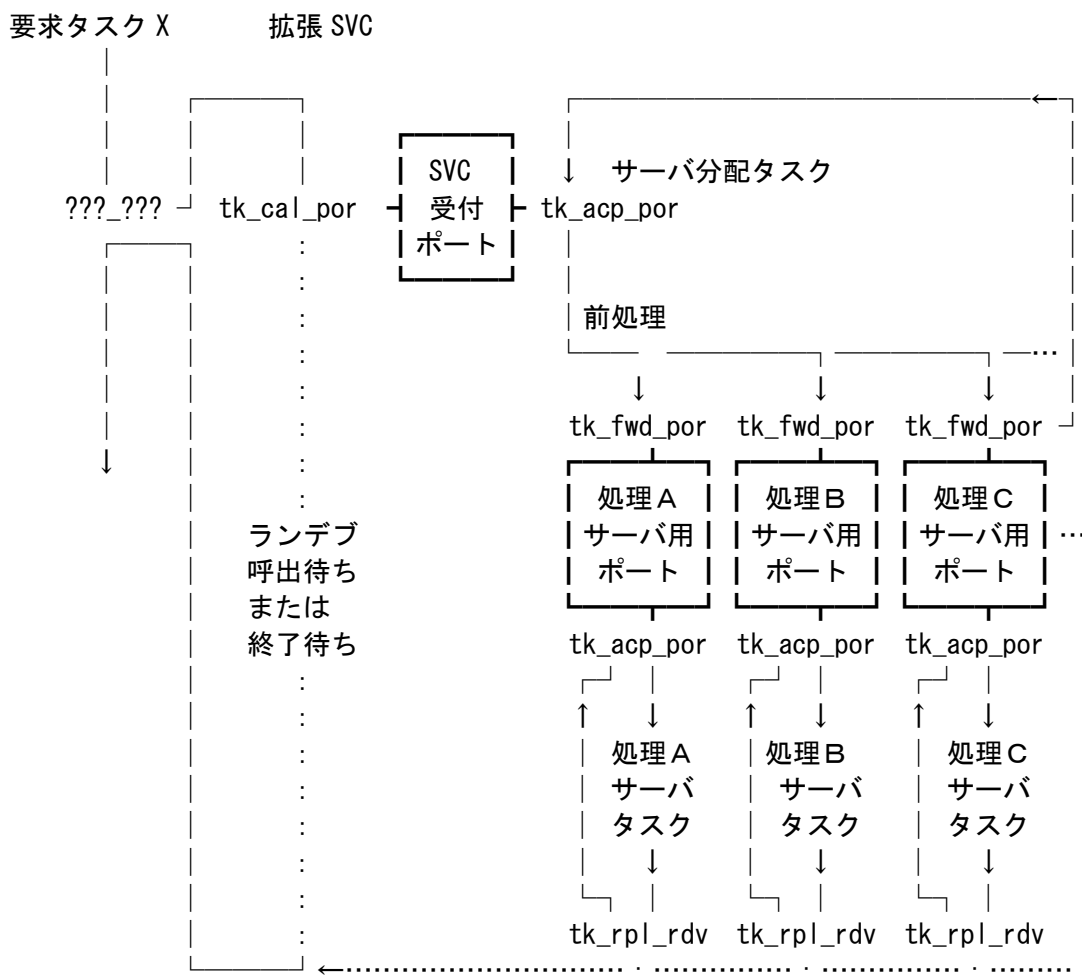 要求タスク X 拡張 SVC
SVC ↓ サーバ分配タスク
???_??? tk_cal_por 受付 tk_acp_por
: ポート
:
: 前処理
: …
: ↓ ↓ ↓
: tk_fwd_por tk_fwd_por tk_fwd_por
↓ :
: 処理A 処理B 処理C
ランデブ サーバ用 サーバ用 サーバ用 …
呼出待ち ポート ポート ポート
または
終了待ち tk_acp_por tk_acp_por tk_acp_por
:
: ↑ ↓ ↑ ↓ ↑ ↓
: 処理A 処理B 処理C
: サーバ サーバ サーバ
: タスク タスク タスク
: ↓ ↓ ↓
:
: tk_rpl_rdv tk_rpl_rdv tk_rpl_rdv